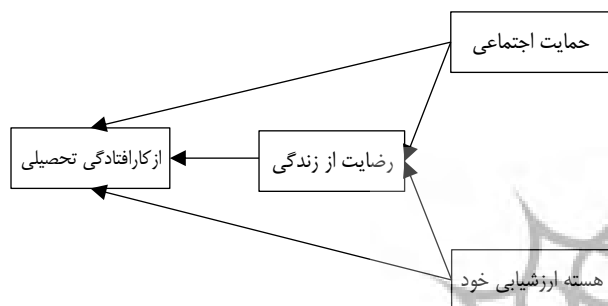 حمایت اجتماعی
رضایت از زندگی
ازکارافتادگی تحصیلی
هسته ارزشیابی خود